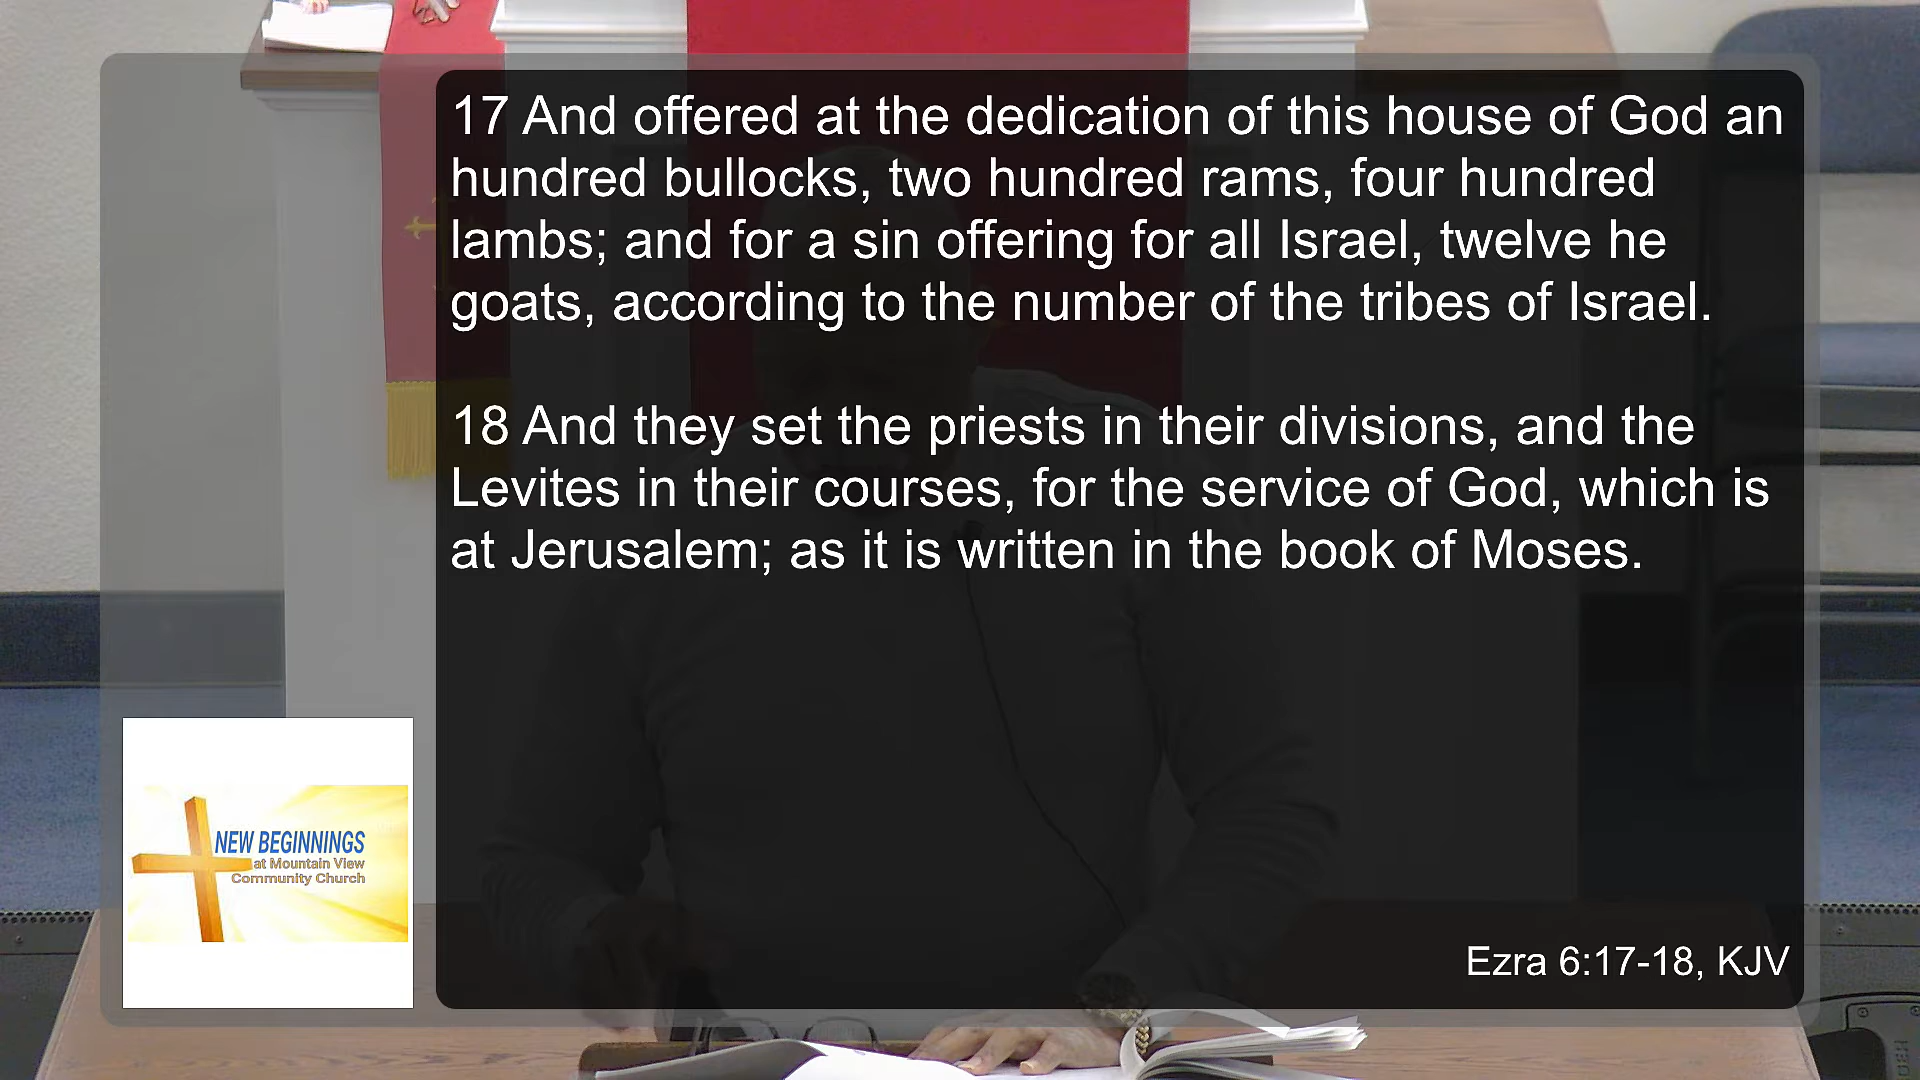 17 And offered at the dedication of this house of God an
hundred bullocks, two hundred rams, four hundred
lambs; and for a sin offering for all Israel, twelve he
goats, according to the number of the tribes of Israel.
18 And they set the priests in their divisions, and the
Levites in their courses, for the service of God, which is
at Jerusalem; as it is written in the book of Moses.
Ezra 6:17-18, KJV
NEW BEGINNINGS
at Mountain View
Community Church